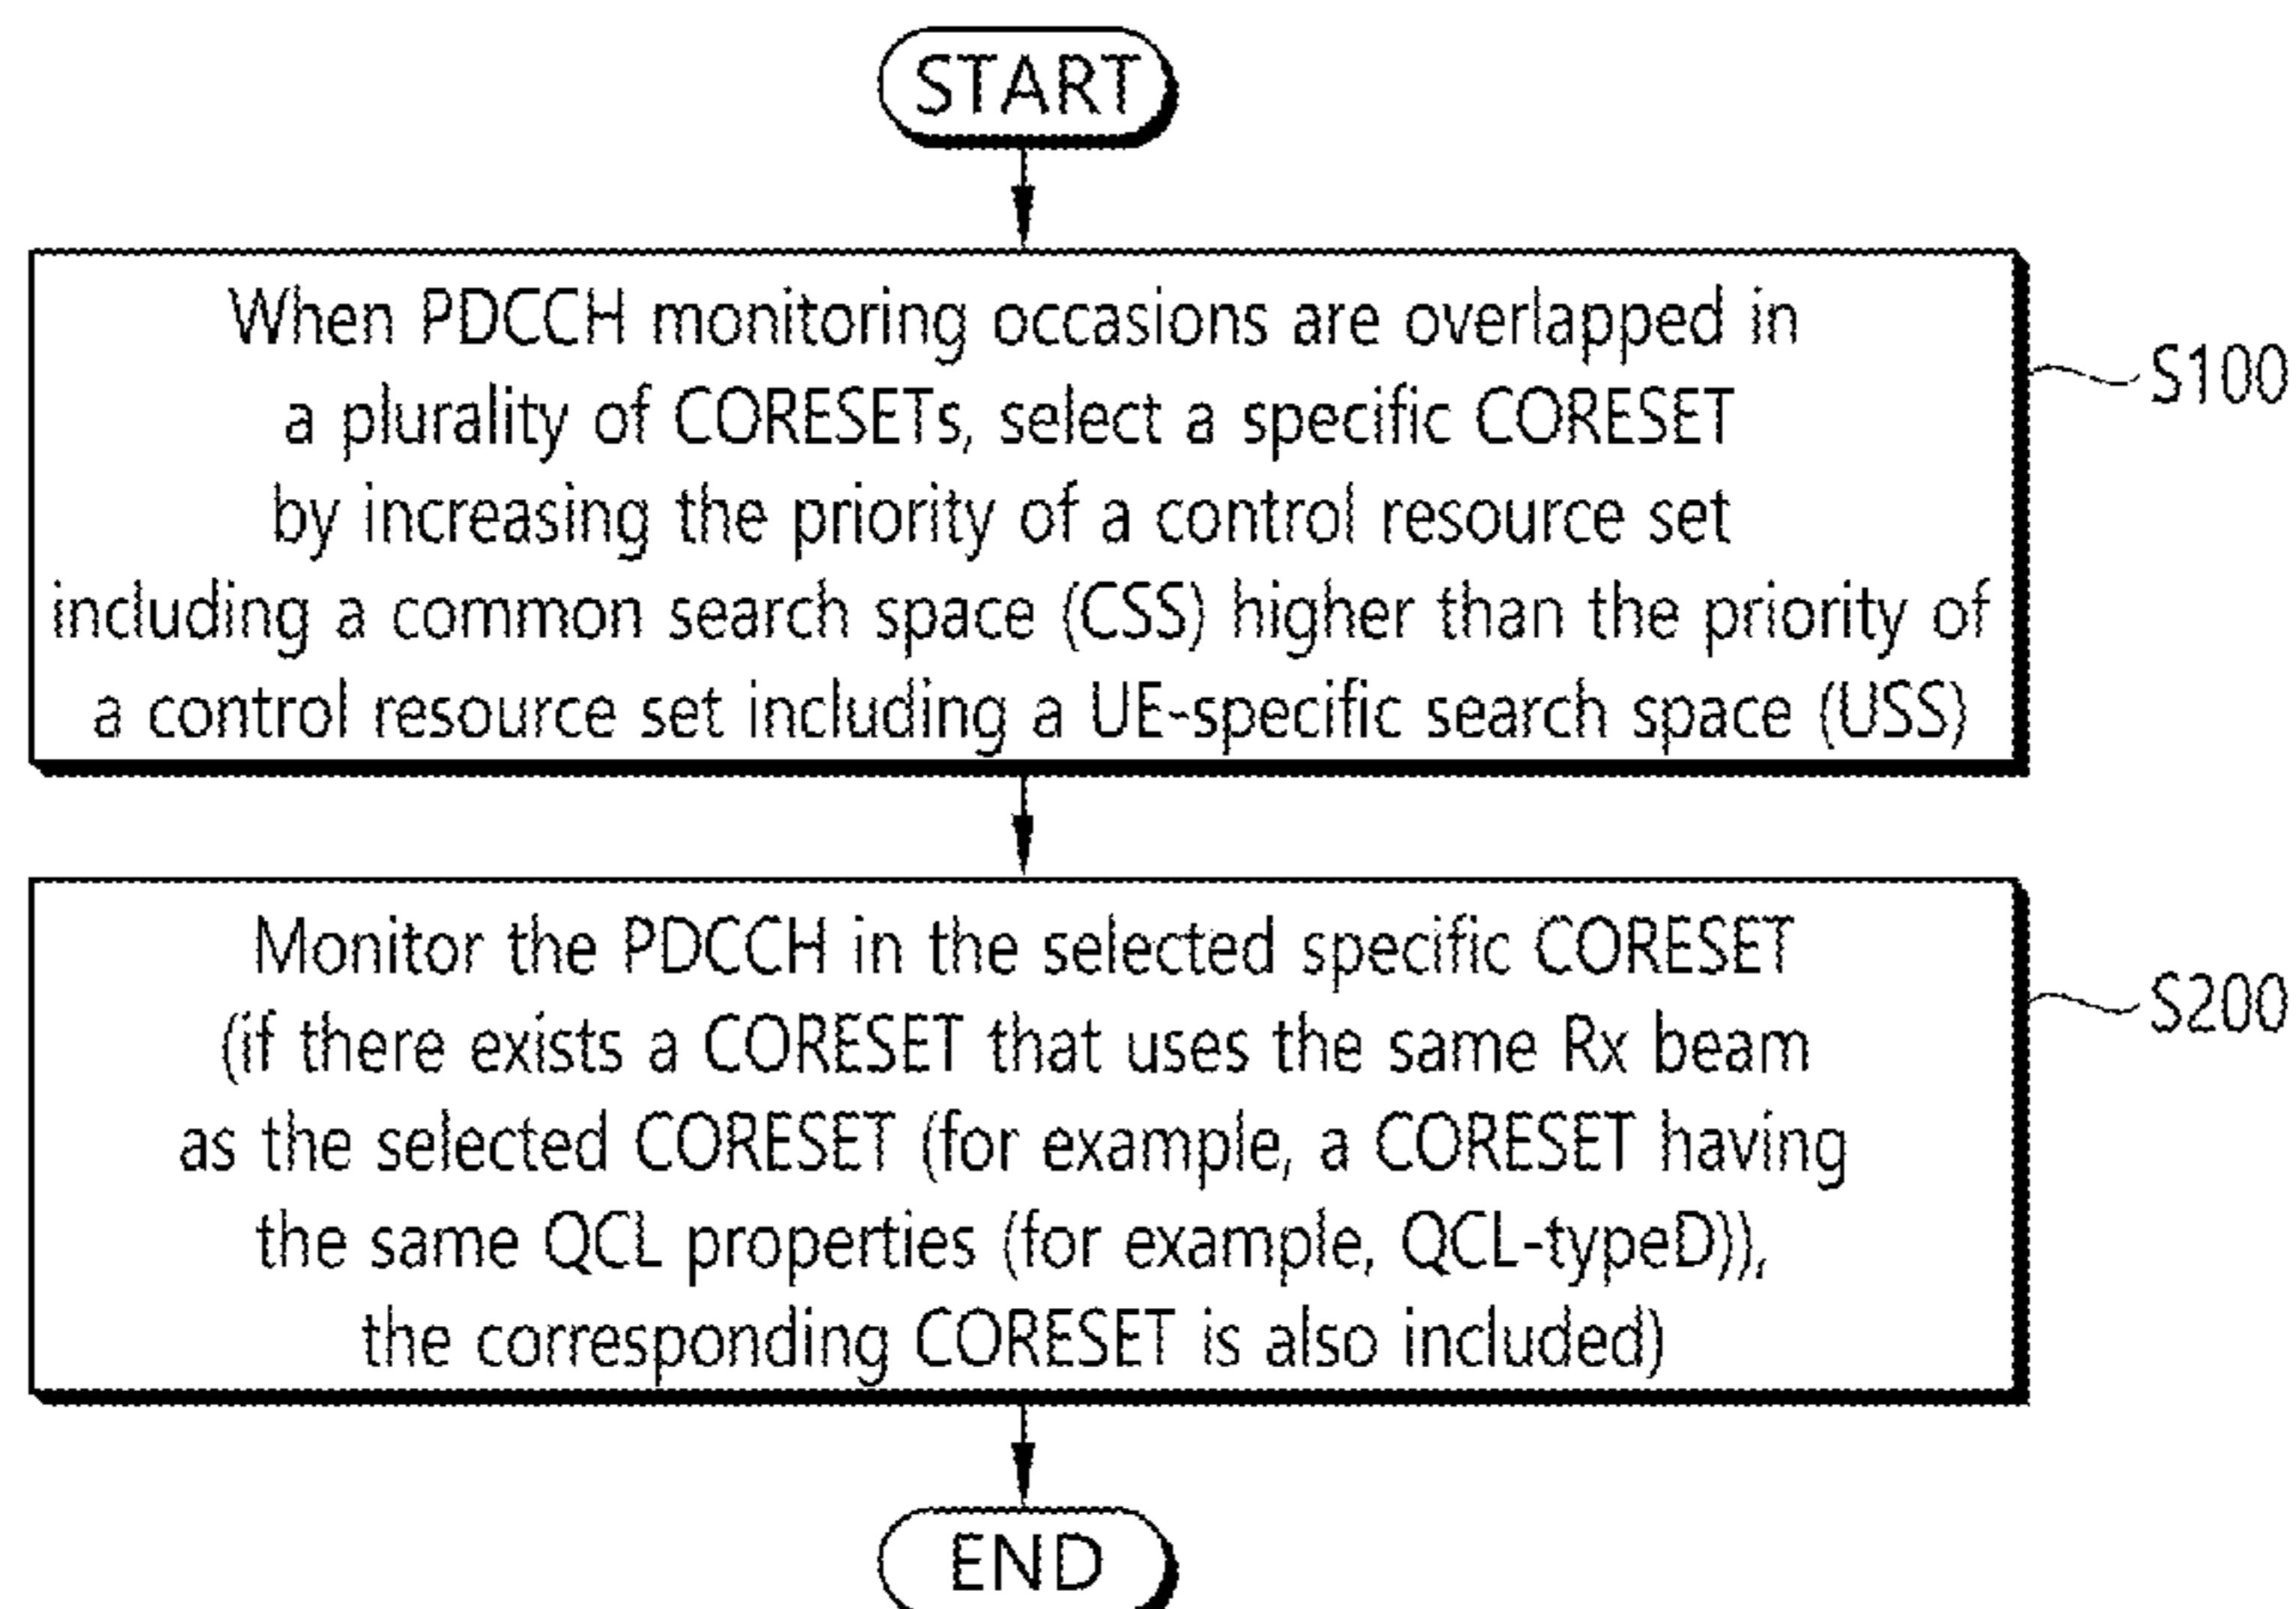 START
When PDCCH monitoring occasions are overlapped in
a plurality of CORESETs, select a specific CORESET
by increasing the priority of a control resource set
including a common search space (CSS) higher than the priority of
a control resource set including a UE-specific search space (USS)
S100
Monitor the PDCCH in the selected specific CORESET
(if there exists a CORESET that uses the same Rx beam
as the selected CORESET (for example, a CORESET having
the same QCL properties (for example, QCL-typeD)),
the corresponding CORESET is also included)
S200
END